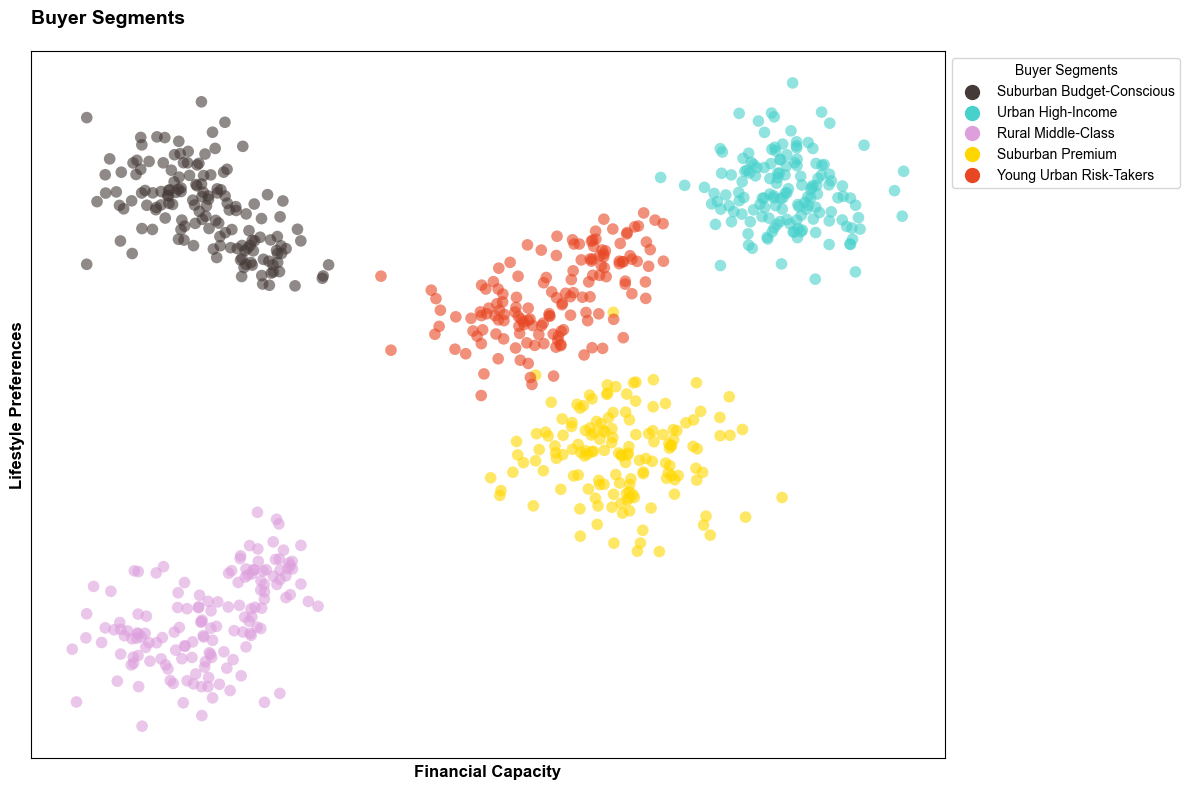 Buyer Segments
Buyer Segments
Suburban Budget-Conscious
Urban High-Income
Rural Middle-Class
Suburban Premium
Young Urban Risk-Takers
Lifestyle Preferences
Financial Capacity